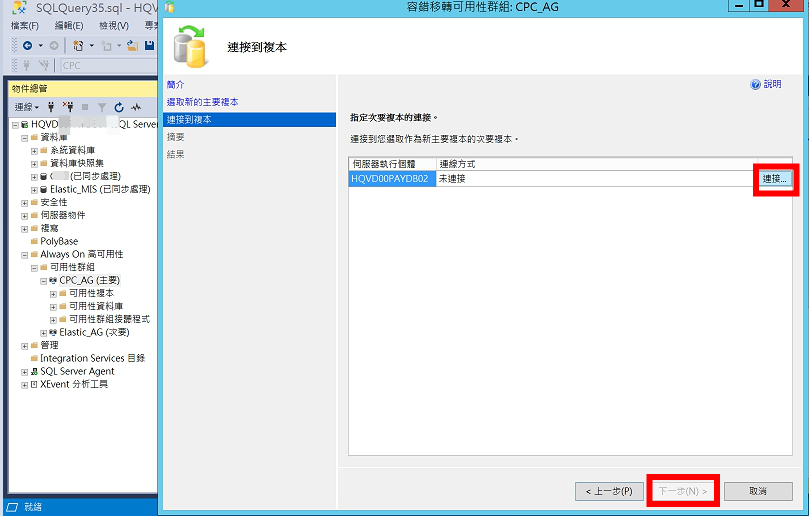 SQLQuery35.sql - HQV
檔案(F) 編輯(E) 檢視(V) 專
CPC
物件總管
連線
HQVD QL Server
資料庫
系統資料庫
資料庫快照集
(已同步處理)
Elastic_MIS (已同步處理)
安全性
伺服器物件
複寫
PolyBase
Always On 高可用性
可用性群組
CPC_AG (主要)
可用性複本
可用性資料庫
可用性群組接聽程式
Elastic_AG (次要)
管理
Integration Services 目錄
SQL Server Agent
XEvent 分析工具
就緒
容錯移轉可用性群組: CPC_AG
連接到複本
簡介
選取新的主要複本
連接到複本
摘要
結果
說明
指定次要複本的連接。
連接到您選取作為新主要複本的次要複本。
伺服器執行個體 連線方式
HQVD00PAYDB02 未連接 連接...
< 上一步(P) 下一步(N) > 取消